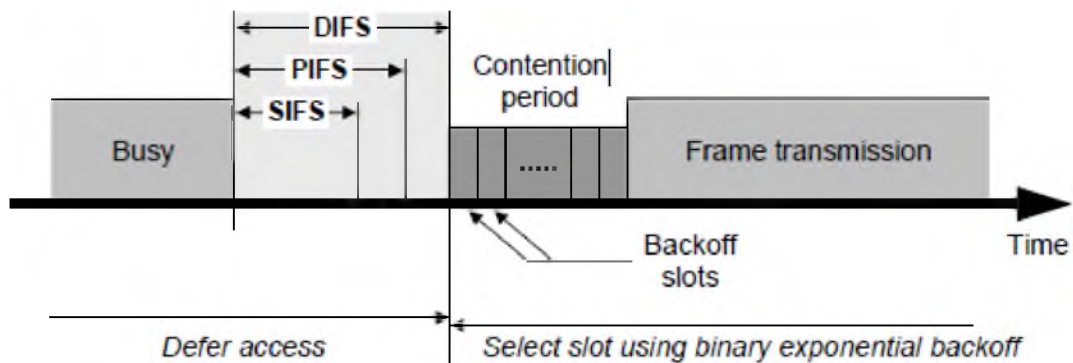 DIFS
PIFS
SIFS
Contention
period
Busy
.....
Frame transmission
Backoff
slots
Time
Defer access
Select slot using binary exponential backoff